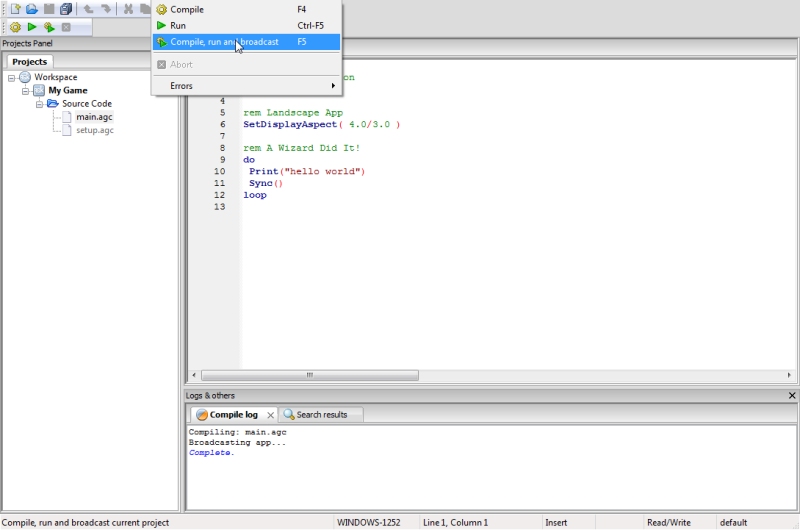 Compile F4
Run Ctrl-F5
Compile, run and broadcast F5
Abort
Errors
Projects Panel
Projects
Workspace
My Game
Source Code
main.agc
setup.agc
on
4
5 rem Landscape App
6 SetDisplayAspect( 4.0/3.0 )
7
8 rem A Wizard Did It!
9 do
10 Print("hello world")
11 Sync()
12 loop
13
Logs & others
Compile log Search results
Compiling: main.agc
Broadcasting app...
Complete.
Compile, run and broadcast current project WINDOWS-1252 Line 1, Column 1 Insert Read/Write default